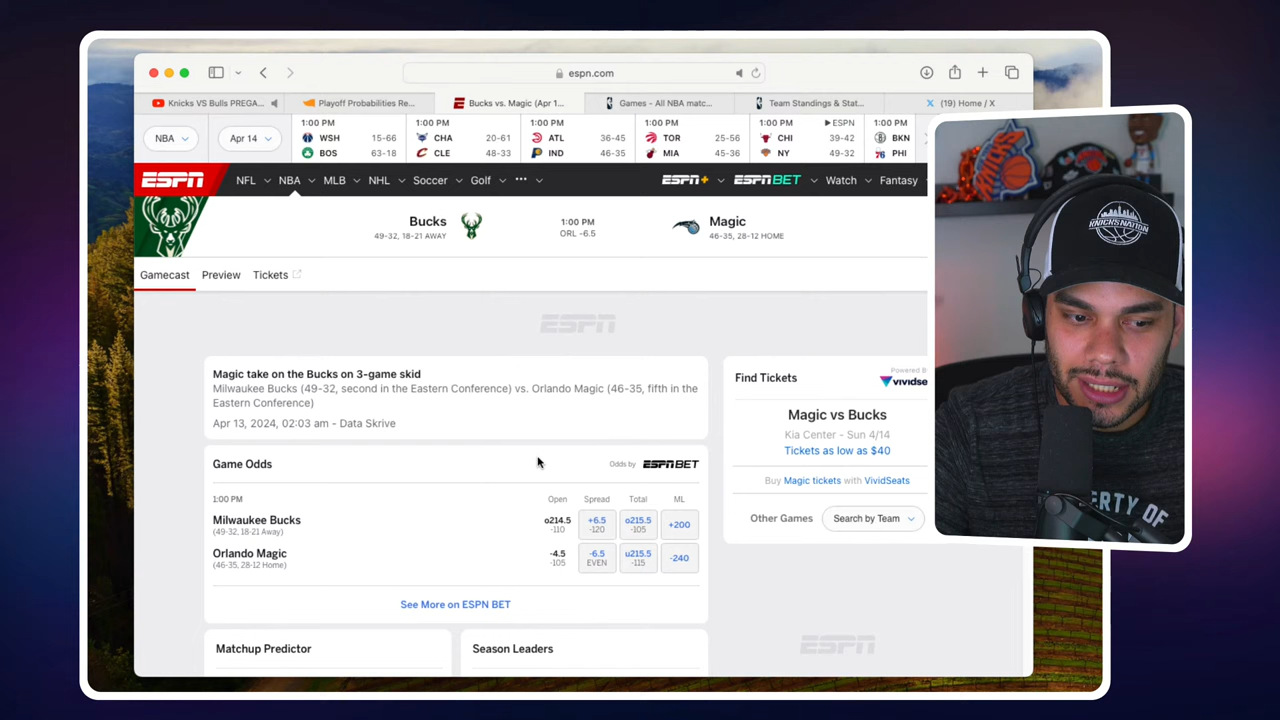 espn.com
Knicks VS Bulls PREGA...
Playoff Probabilities Re...
Bucks vs. Magic (Apr 1...
Games - All NBA matc...
Team Standings & Stat...
(19) Home / X
NBA
Apr 14
1:00 PM
WSH 15-66
BOS 63-18
1:00 PM
CHA 20-61
CLE 48-33
1:00 PM
ATL 36-45
IND 46-35
1:00 PM
TOR 25-56
MIA 45-36
1:00 PM ESPN
CHI 39-42
NY 49-32
1:00 PM
BKN
PHI
ESPN NFL NBA MLB NHL Soccer Golf ... ESPN+ ESPN BET Watch Fantasy
Bucks
49-32, 18-21 AWAY
1:00 PM
ORL -6.5
Magic
46-35, 28-12 HOME
Gamecast Preview Tickets
ESPN
Magic take on the Bucks on 3-game skid
Milwaukee Bucks (49-32, second in the Eastern Conference) vs. Orlando Magic (46-35, fifth in the
Eastern Conference)
Apr 13, 2024, 02:03 am - Data Skrive
Game Odds
Odds by ESPN BET
1:00 PM Open Spread Total ML
Milwaukee Bucks o214.5 +6.5 o215.5 +200
(49-32, 18-21 Away) -110 -120 -105
Orlando Magic -4.5 -6.5 u215.5 -240
(46-35, 28-12 Home) -105 EVEN -115
See More on ESPN BET
Matchup Predictor
Season Leaders
Find Tickets
Powered B
vividse
Magic vs Bucks
Kia Center - Sun 4/14
Tickets as low as $40
Buy Magic tickets with VividSeats
Other Games Search by Team
ESPN
KNICKS
KNICKS NATION
ERTY OF